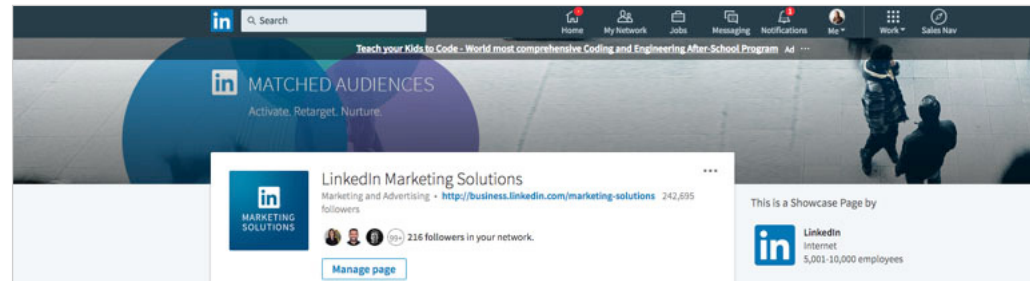 in Search Home My Network Jobs Messaging Notifications 1 Me Work Sales Nav
Teach your Kids to Code - World most comprehensive Coding and Engineering After-School Program Ad ...
in MATCHED AUDIENCES
Activate. Retarget. Nurture.
in
MARKETING
SOLUTIONS
LinkedIn Marketing Solutions
Marketing and Advertising • http://business.linkedin.com/marketing-solutions 242,695
followers
99+ 216 followers in your network.
Manage page
This is a Showcase Page by
in
LinkedIn
Internet
5,001-10,000 employees